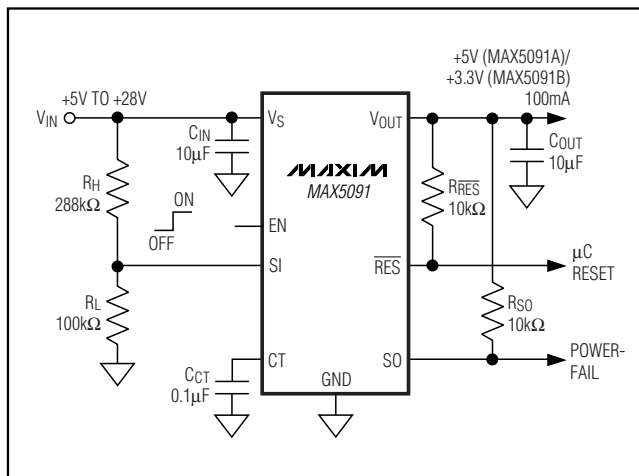 +5V (MAX5091A)/
+3.3V (MAX5091B)
100mA
+5V TO +28V
VIN
VS
VOUT
CIN
10µF
COUT
10µF
MAXIM
MAX5091
RH
288kΩ
ON
OFF
EN
RRES
10kΩ
SI
RES
µC
RESET
RL
100kΩ
RSO
10kΩ
CT
SO
POWER-
FAIL
CCT
0.1µF
GND